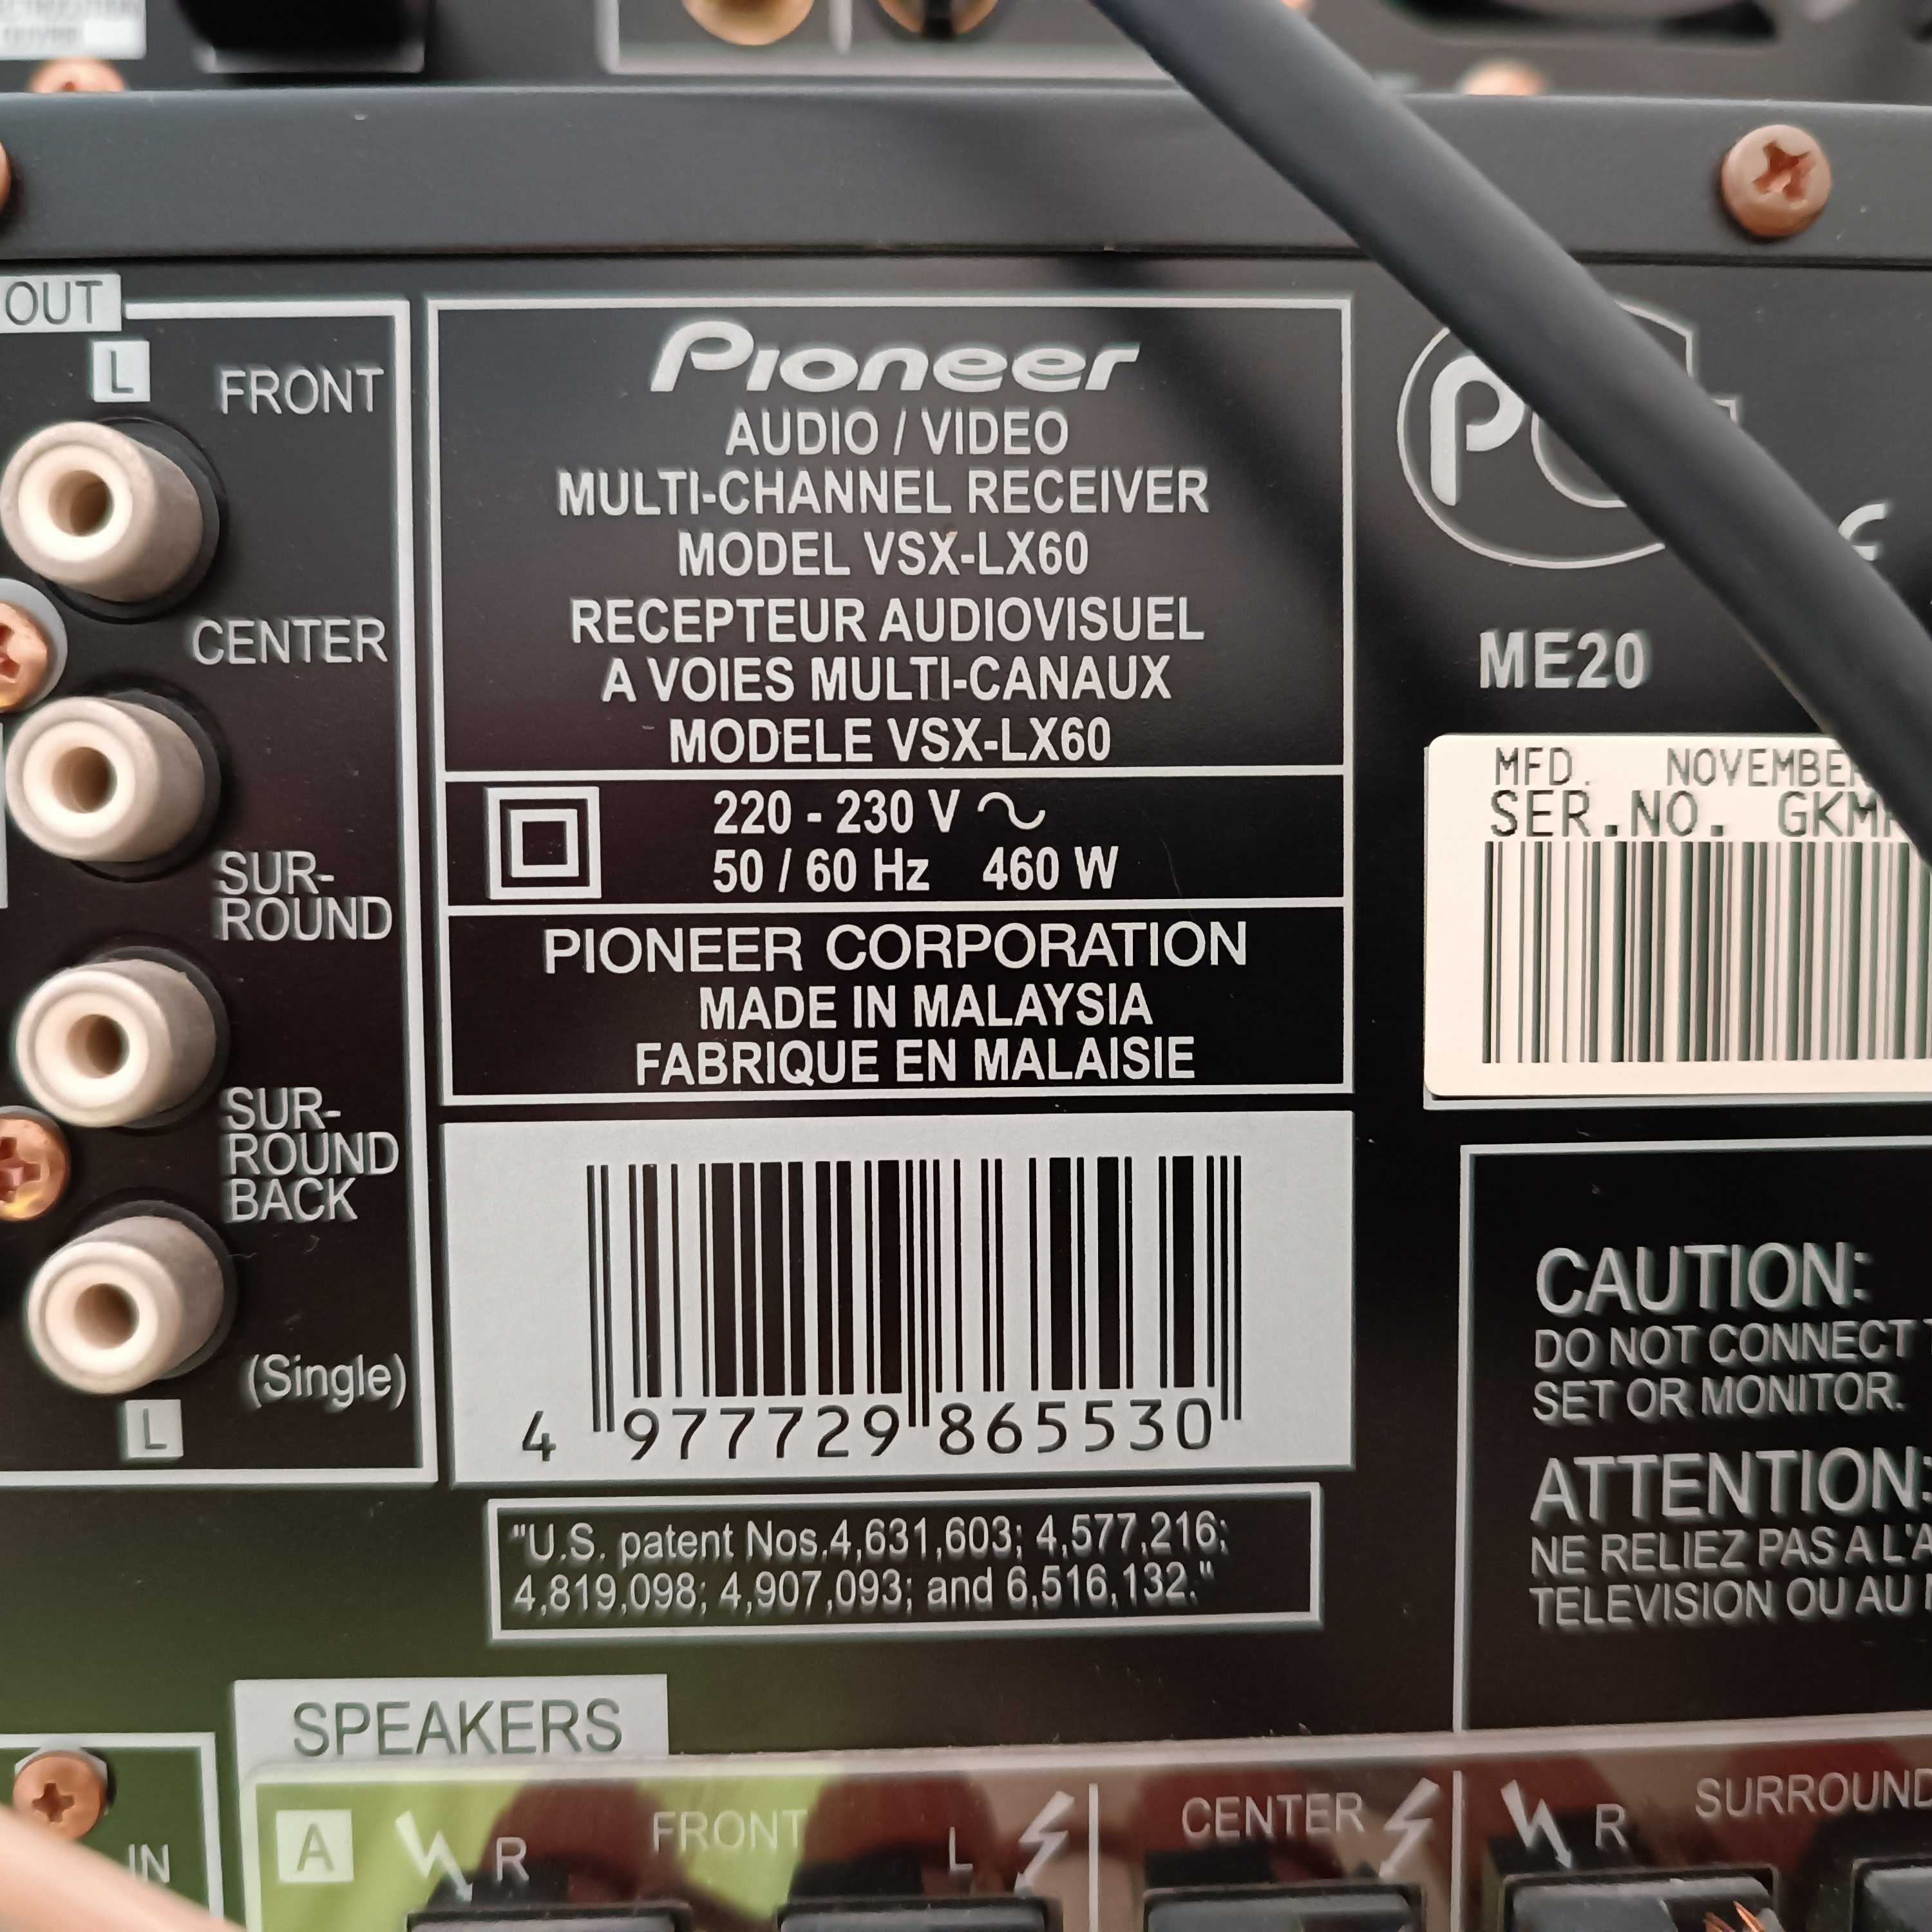 OUT
L
FRONT
CENTER
SUR-
ROUND
SUR-
ROUND
BACK
(Single)
L
Pioneer
AUDIO / VIDEO
MULTI-CHANNEL RECEIVER
MODEL VSX-LX60
RECEPTEUR AUDIOVISUEL
A VOIES MULTI-CANAUX
MODELE VSX-LX60
220 - 230 V ~
50 / 60 Hz 460 W
PIONEER CORPORATION
MADE IN MALAYSIA
FABRIQUE EN MALAISIE
4 977729 865530
"U.S. patent Nos.4,631,603; 4,577,216;
4,819,098; 4,907,093; and 6,516,132."
ME20
MFD. NOVEMBER
SER.NO. GKM
CAUTION:
DO NOT CONNECT
SET OR MONITOR.
ATTENTION:
NE RELIEZ PAS A L'A
TELEVISION OU AU
SPEAKERS
IN
A R FRONT L
CENTER
R SURROUND